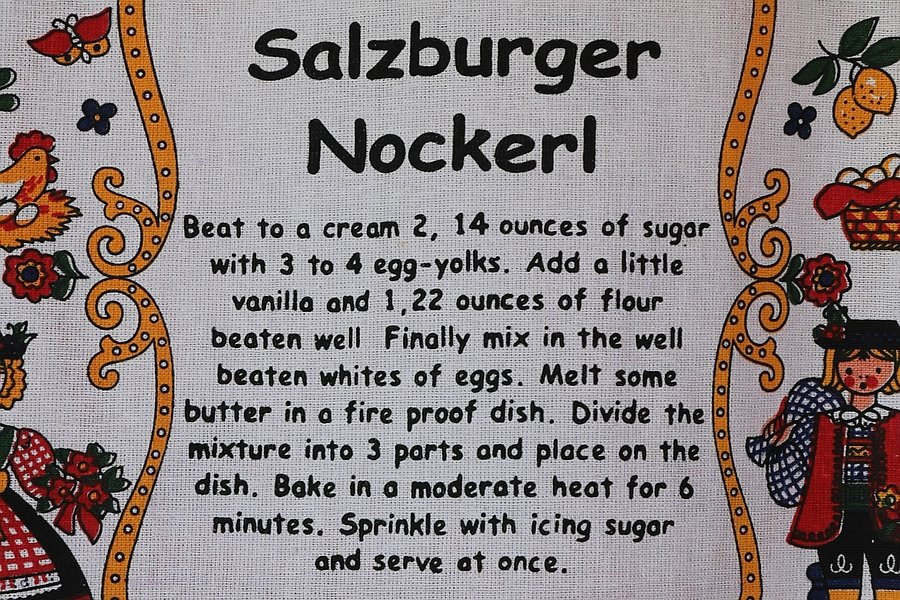 Salzburger
Nockerl
Beat to a cream 2, 14 ounces of sugar
with 3 to 4 egg-yolks. Add a little
vanilla and 1,22 ounces of flour
beaten well Finally mix in the well
beaten whites of eggs. Melt some
butter in a fire proof dish. Divide the
mixture into 3 parts and place on the
dish. Bake in a moderate heat for 6
minutes. Sprinkle with icing sugar
and serve at once.